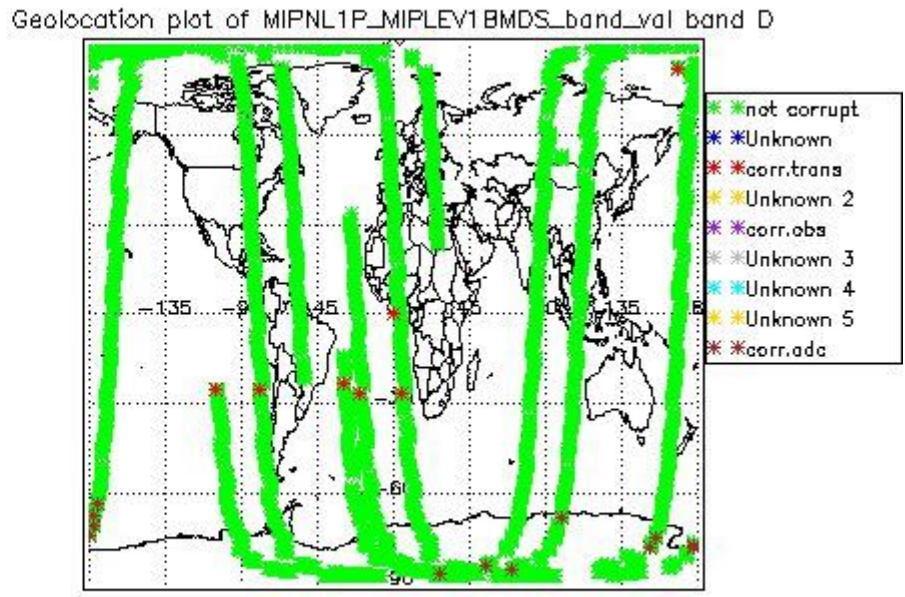 Geolocation plot of MIPNL1P_MIPLEV1BMDS_band_val band D
not corrupt
Unknown
corr.trans
Unknown 2
corr.obs
Unknown 3
Unknown 4
Unknown 5
corr.adc
-135
45
135
-60
90